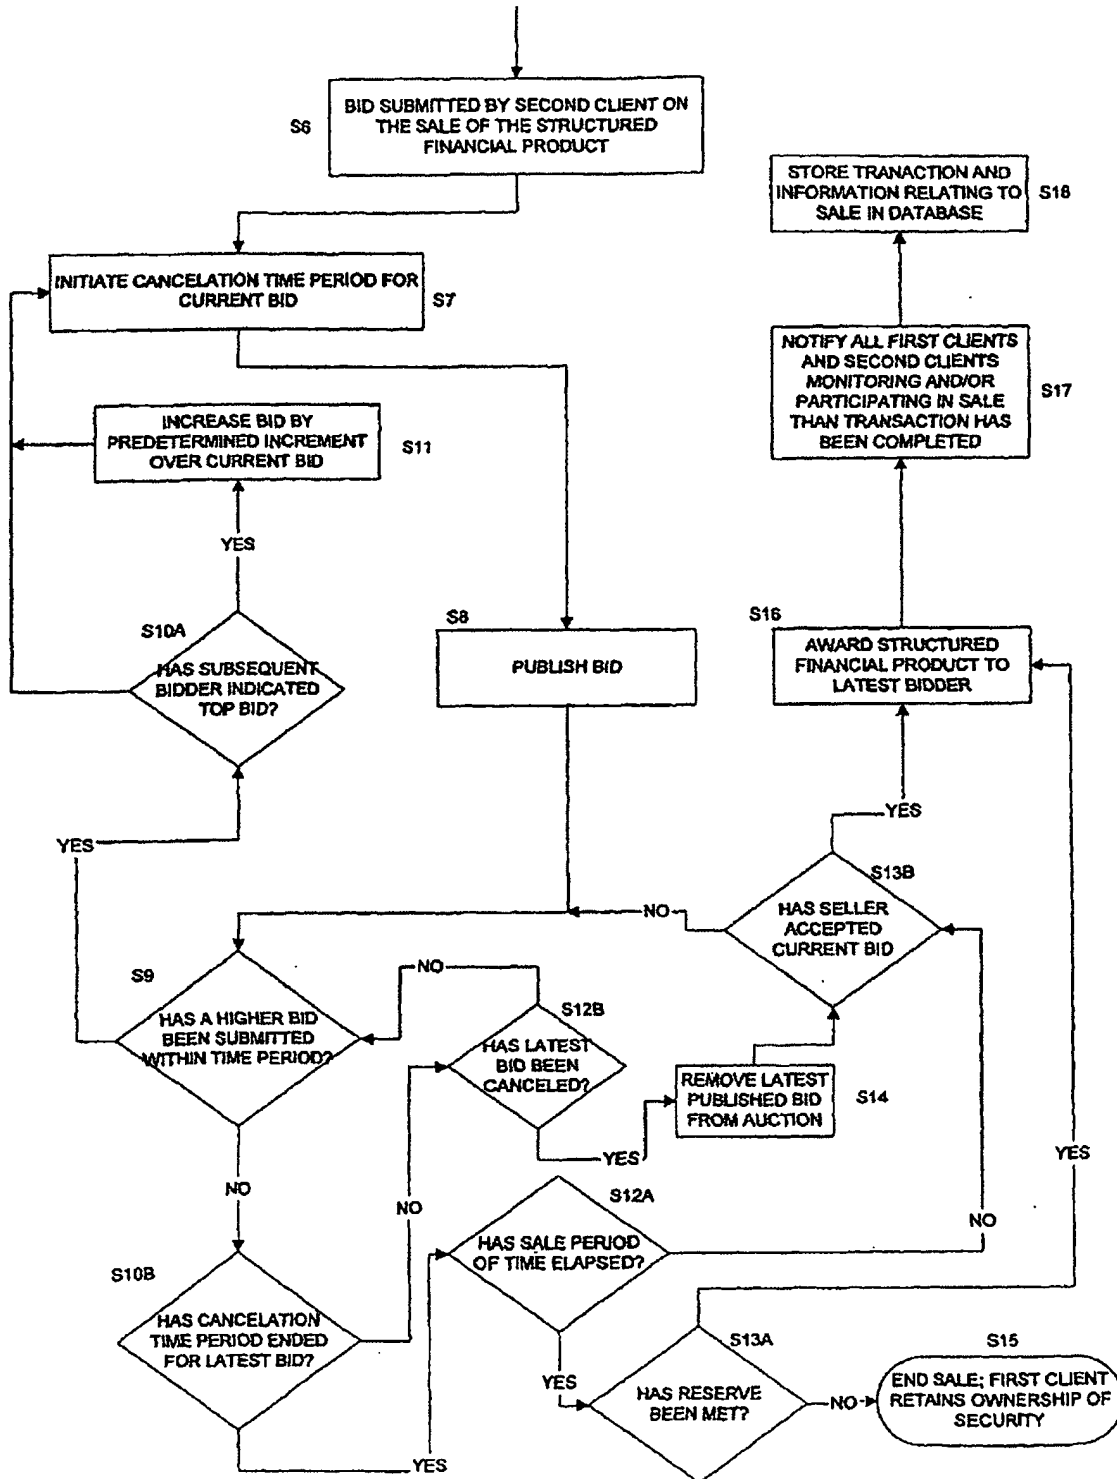 S6
BID SUBMITTED BY SECOND CLIENT ON
THE SALE OF THE STRUCTURED
FINANCIAL PRODUCT
STORE TRANACTION AND
INFORMATION RELATING TO
SALE IN DATABASE
S18
INITIATE CANCELATION TIME PERIOD FOR
CURRENT BID
S7
NOTIFY ALL FIRST CLIENTS
AND SECOND CLIENTS
MONITORING AND/OR
PARTICIPATING IN SALE
THAN TRANSACTION HAS
BEEN COMPLETED
S17
INCREASE BID BY
PREDETERMINED INCREMENT
OVER CURRENT BID
S11
YES
S10A
HAS SUBSEQUENT
BIDDER INDICATED
TOP BID?
S8
PUBLISH BID
S16
AWARD STRUCTURED
FINANCIAL PRODUCT TO
LATEST BIDDER
YES
YES
S13B
HAS SELLER
ACCEPTED
CURRENT BID
NO
S9
HAS A HIGHER BID
BEEN SUBMITTED
WITHIN TIME PERIOD?
NO
S12B
HAS LATEST
BID BEEN
CANCELED?
REMOVE LATEST
PUBLISHED BID
FROM AUCTION
S14
YES
YES
NO
NO
S12A
HAS SALE PERIOD
OF TIME ELAPSED?
NO
S10B
HAS CANCELATION
TIME PERIOD ENDED
FOR LATEST BID?
YES
YES
S13A
HAS RESERVE
BEEN MET?
NO
S15
END SALE; FIRST CLIENT
RETAINS OWNERSHIP OF
SECURITY